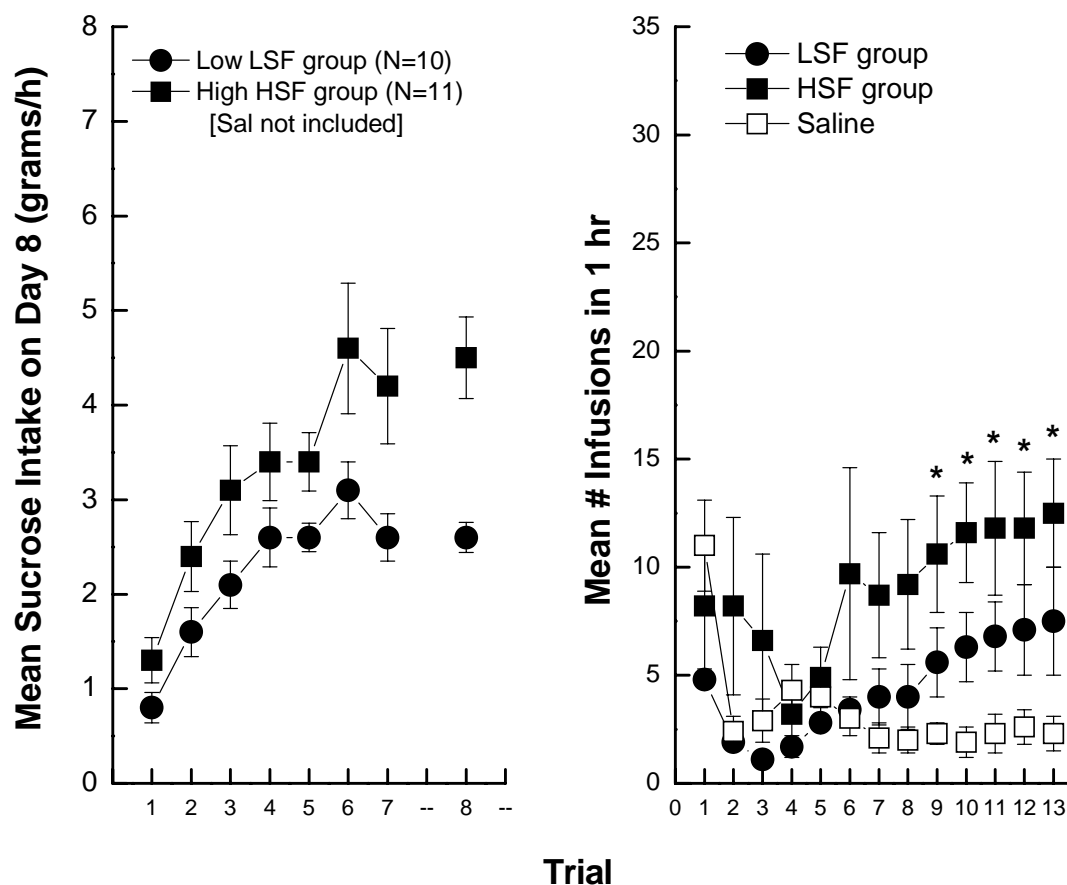 Mean Sucrose Intake on Day 8 (grams/h)
8
7
6
5
4
3
2
1
0
Low LSF group (N=10)
High HSF group (N=11)
[Sal not included]
1 2 3 4 5 6 7 -- 8 --
Mean # Infusions in 1 hr
35
30
25
20
15
10
5
0
LSF group
HSF group
Saline
* * * * *
0 1 2 3 4 5 6 7 8 9 10 11 12 13
Trial